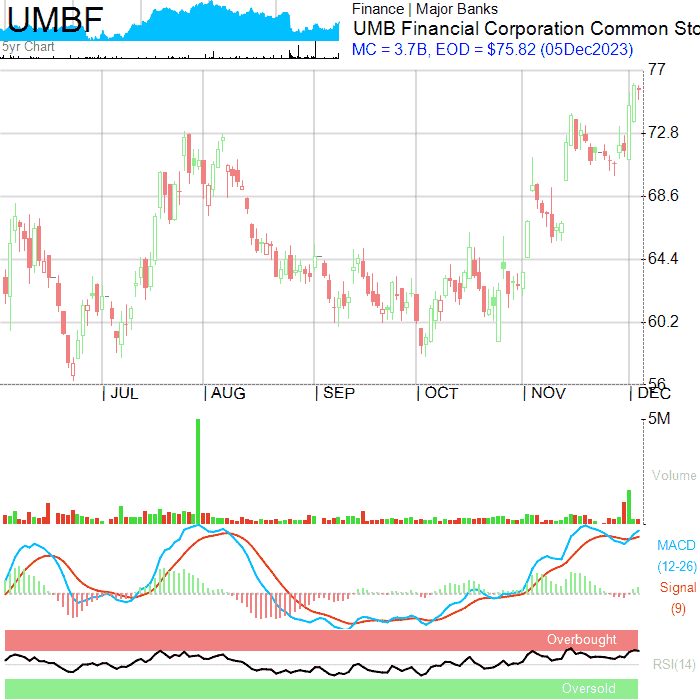 UMBF
5yr Chart
Finance | Major Banks
UMB Financial Corporation Common Sto
MC = 3.7B, EOD = $75.82 (05Dec2023)
77
72.8
68.6
64.4
60.2
56
| JUL | AUG | SEP | OCT | NOV | DEC
5M
Volume
MACD
(12-26)
Signal
(9)
Overbought
RSI(14)
Oversold